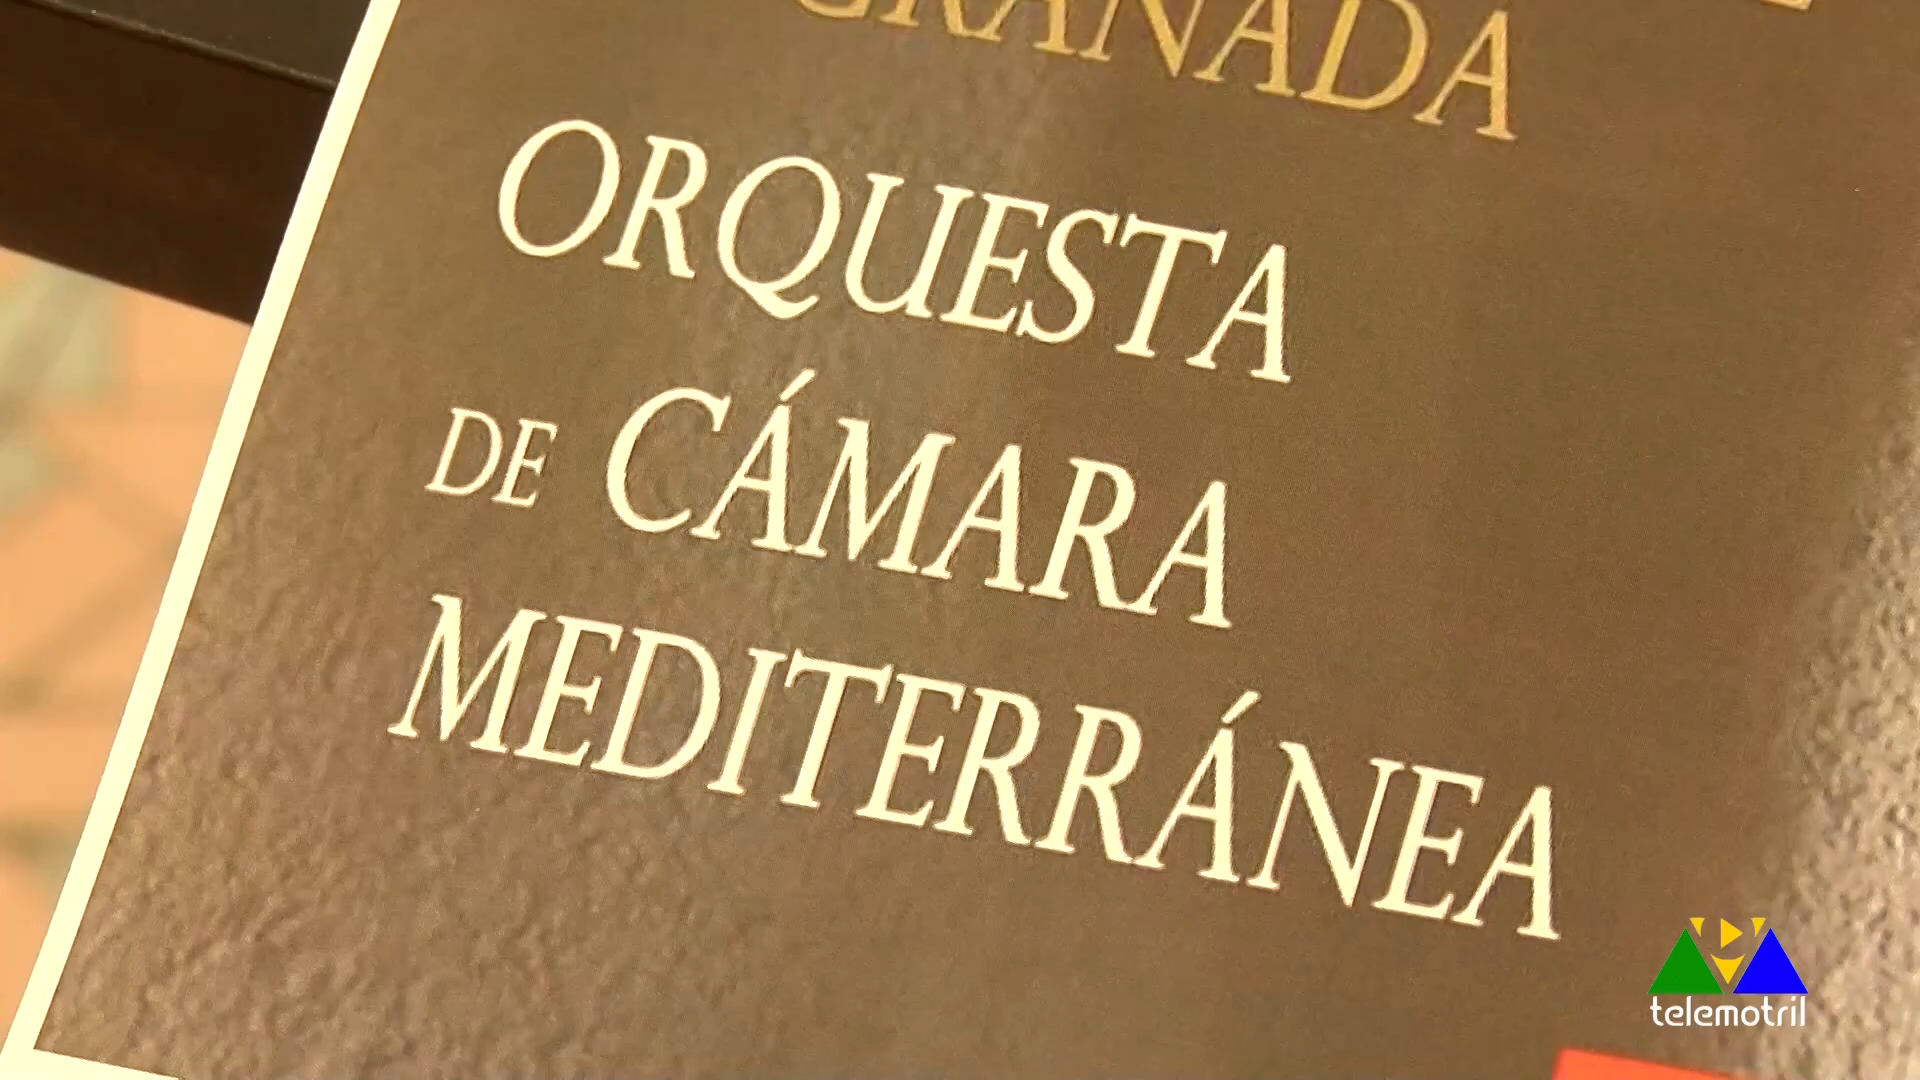 GRANADA
ORQUESTA
DE CÁMARA
MEDITERRÁNEA
telemotril